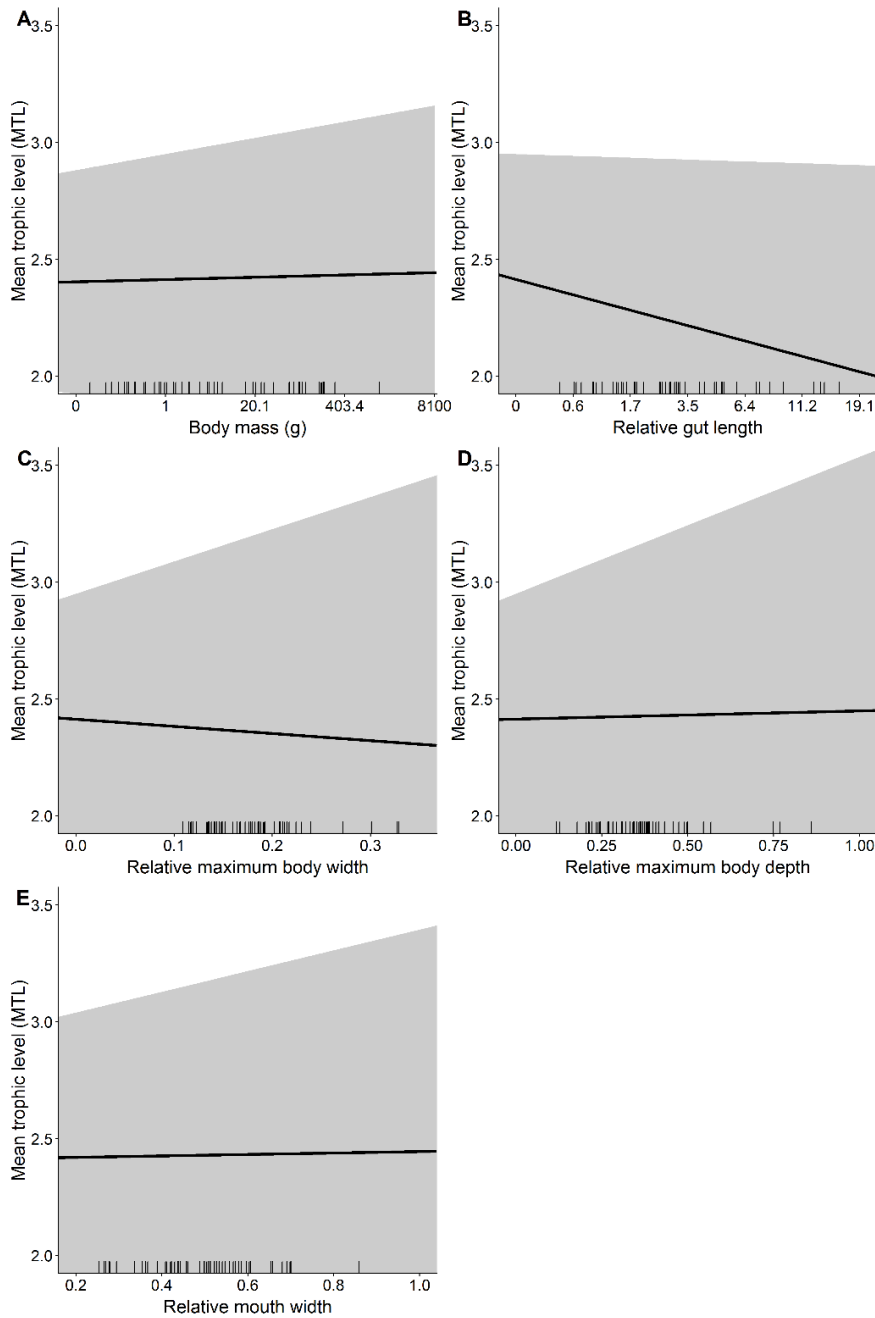 A
B
Mean trophic level (MTL)
3.5
3.0
2.5
2.0
0 1 20.1 403.4 8100
Body mass (g)
Mean trophic level (MTL)
3.5
3.0
2.5
2.0
0 0.6 1.7 3.5 6.4 11.2 19.1
Relative gut length
C
D
Mean trophic level (MTL)
3.5
3.0
2.5
2.0
0.0 0.1 0.2 0.3
Relative maximum body width
Mean trophic level (MTL)
3.5
3.0
2.5
2.0
0.00 0.25 0.50 0.75 1.00
Relative maximum body depth
E
Mean trophic level (MTL)
3.5
3.0
2.5
2.0
0.2 0.4 0.6 0.8 1.0
Relative mouth width